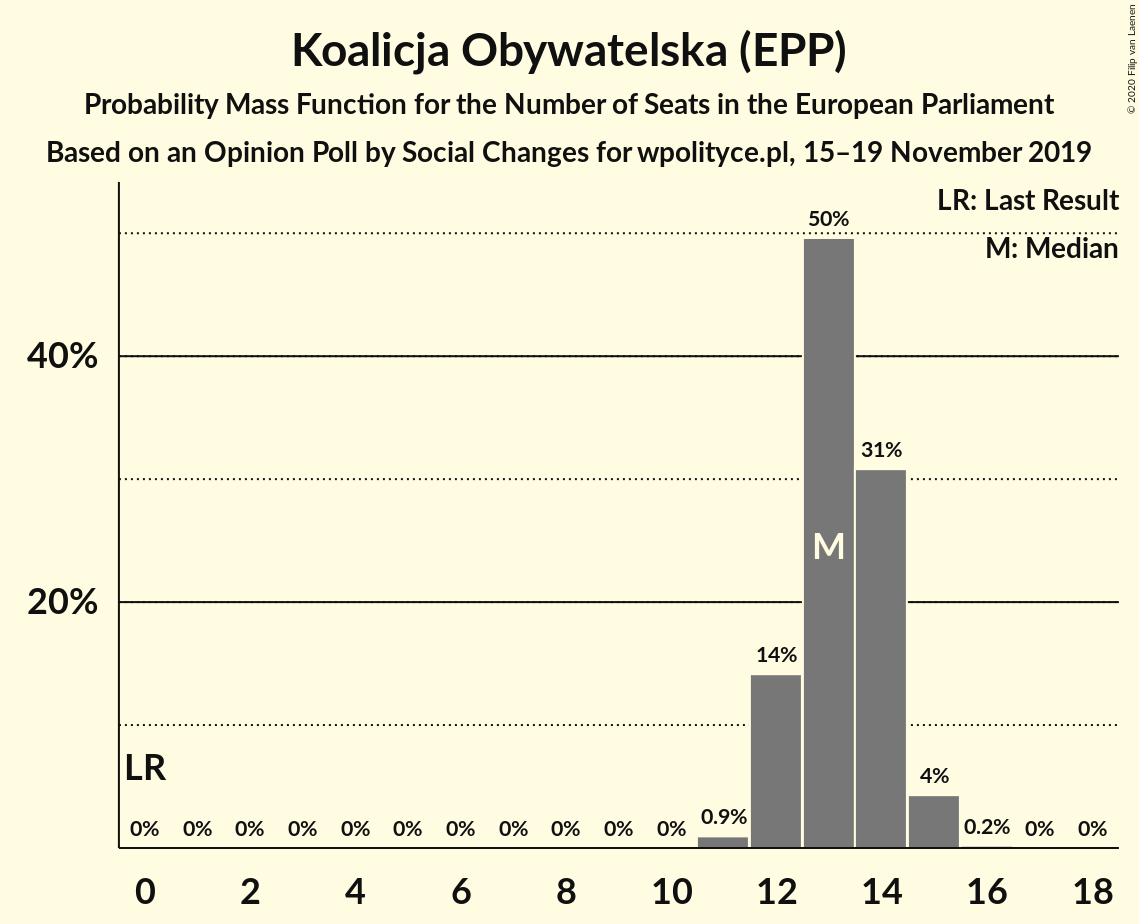 Koalicja Obywatelska (EPP)
Probability Mass Function for the Number of Seats in the European Parliament
Based on an Opinion Poll by Social Changes for wpolityce.pl, 15–19 November 2019
© 2020 Filip van Laenen
LR: Last Result
M: Median
50%
40%
31%
M
20%
14%
LR
4%
0% 0% 0% 0% 0% 0% 0% 0% 0% 0% 0% 0.9% 0.2% 0% 0%
0 2 4 6 8 10 12 14 16 18